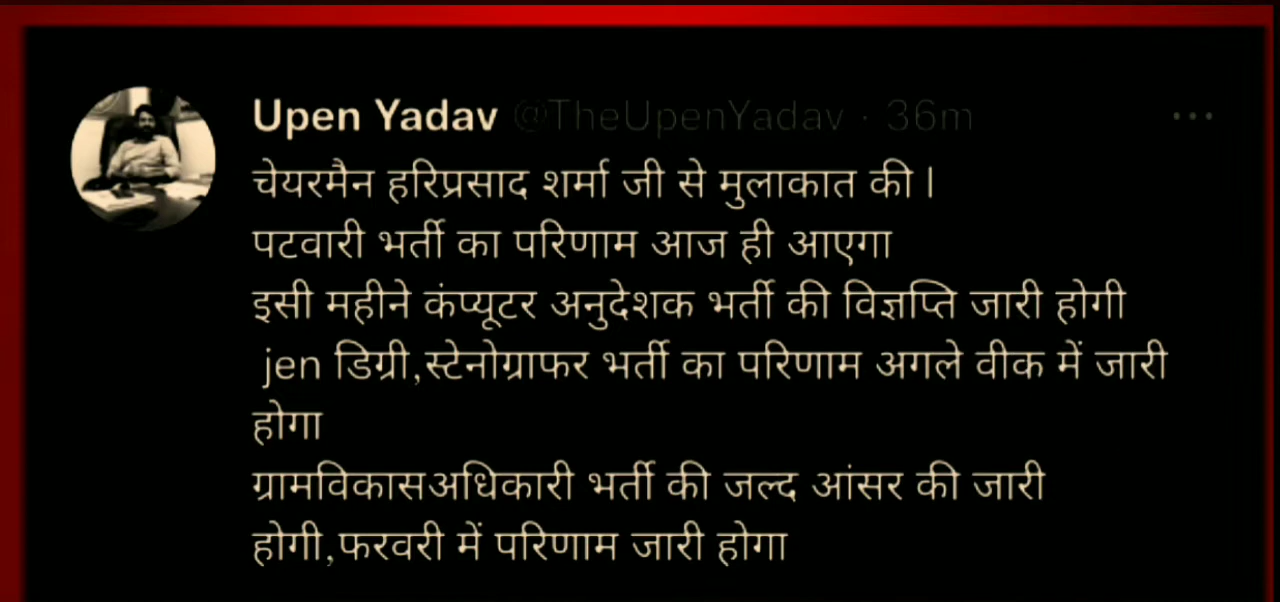 Upen Yadav @TheUpenYadav · 36m
चेयरमैन हरिप्रसाद शर्मा जी से मुलाकात की |
पटवारी भर्ती का परिणाम आज ही आएगा
इसी महीने कंप्यूटर अनुदेशक भर्ती की विज्ञप्ति जारी होगी
jen डिग्री,स्टेनोग्राफर भर्ती का परिणाम अगले वीक में जारी
होगा
ग्रामविकासअधिकारी भर्ती की जल्द आंसर की जारी
होगी,फरवरी में परिणाम जारी होगा